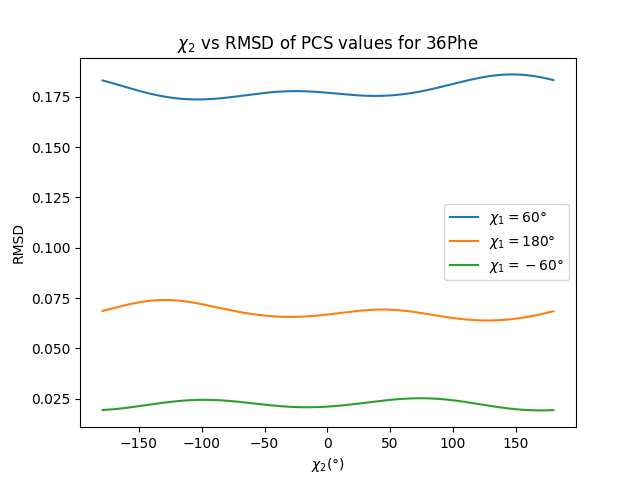 χ₂ vs RMSD of PCS values for 36Phe
0.175
0.150
0.125
0.100
0.075
0.050
0.025
RMSD
χ₁ = 60°
χ₁ = 180°
χ₁ = −60°
−150 −100 −50 0 50 100 150
χ₂(°)